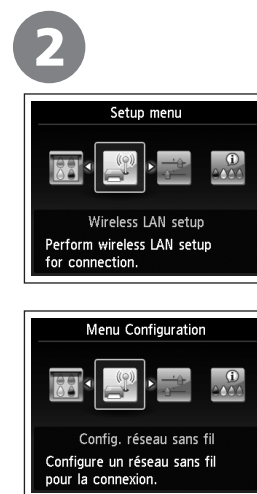 2
Setup menu
Wireless LAN setup
Perform wireless LAN setup
for connection.
Menu Configuration
Config. réseau sans fil
Configure un réseau sans fil
pour la connexion.